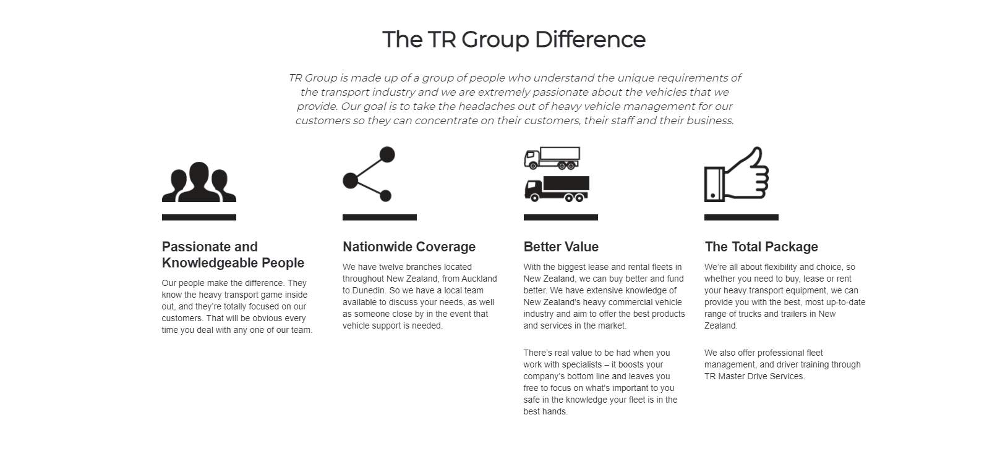 The TR Group Difference
TR Group is made up of a group of people who understand the unique requirements of
the transport industry and we are extremely passionate about the vehicles that we
provide. Our goal is to take the headaches out of heavy vehicle management for our
customers so they can concentrate on their customers, their staff and their business.
Passionate and
Knowledgeable People
Our people make the difference. They
know the heavy transport game inside
out, and they’re totally focused on our
customers. That will be obvious every
time you deal with any one of our team.
Nationwide Coverage
We have twelve branches located
throughout New Zealand, from Auckland
to Dunedin. So we have a local team
available to discuss your needs, as well
as someone close by in the event that
vehicle support is needed.
Better Value
With the biggest lease and rental fleets in
New Zealand, we can buy better and fund
better. We have extensive knowledge of
New Zealand's heavy commercial vehicle
industry and aim to offer the best products
and services in the market.
There’s real value to be had when you
work with specialists – it boosts your
company’s bottom line and leaves you
free to focus on what's important to you
safe in the knowledge your fleet is in the
best hands.
The Total Package
We’re all about flexibility and choice, so
whether you need to buy, lease or rent
your heavy transport equipment, we can
provide you with the best, most up-to-date
range of trucks and trailers in New
Zealand.
We also offer professional fleet
management, and driver training through
TR Master Drive Services.